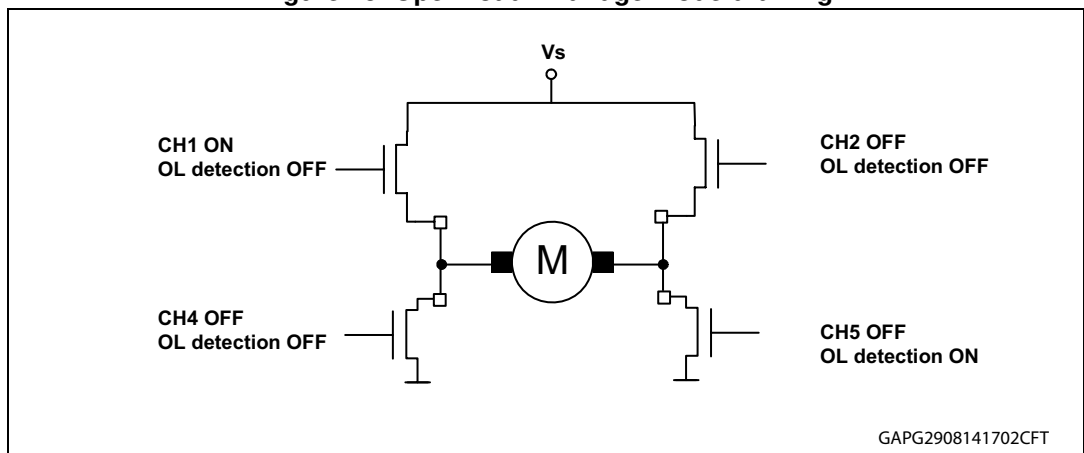 Vs
CH1 ON
OL detection OFF
CH2 OFF
OL detection OFF
M
CH4 OFF
OL detection OFF
CH5 OFF
OL detection ON
GAPG2908141702CFT